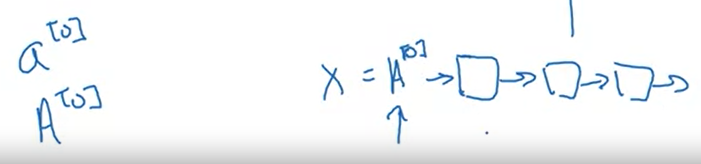 a^[0]
X = A^[0] → □ → □ → □ →
A^[0]